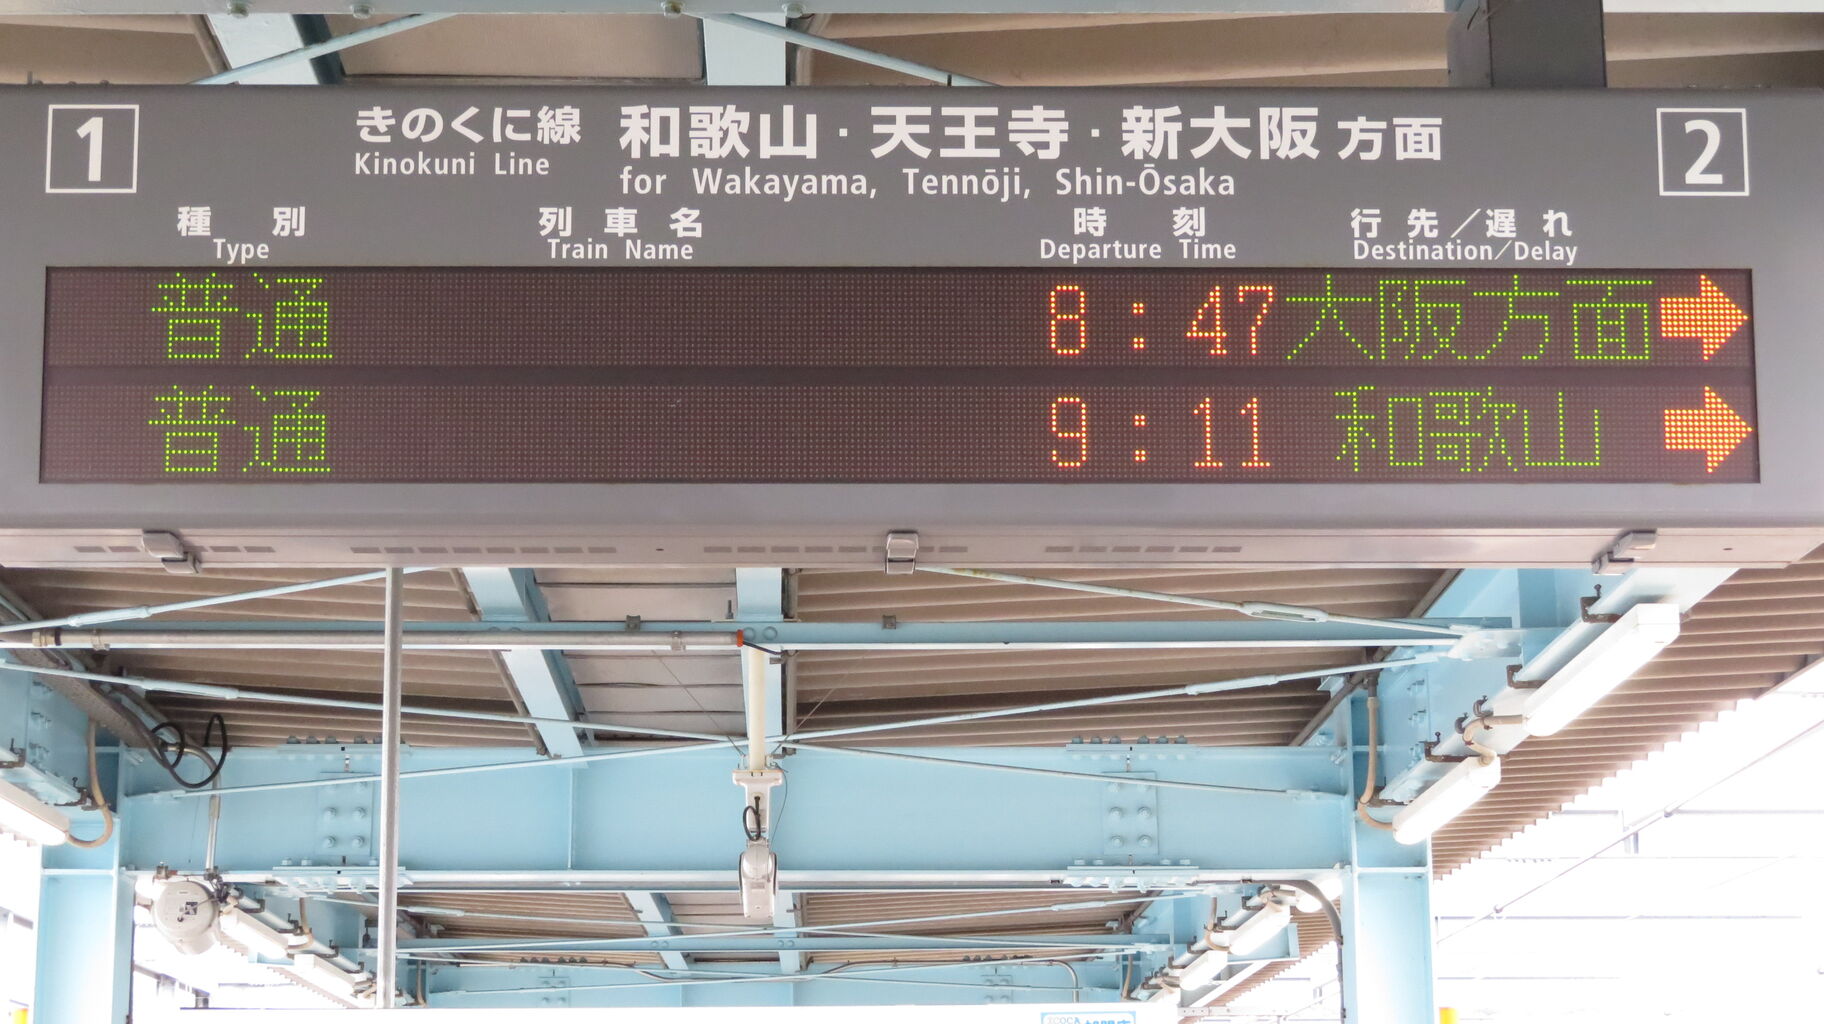 1 きのくに線 和歌山・天王寺・新大阪 方面 2
Kinokuni Line for Wakayama, Tennōji, Shin-Ōsaka
種別 列車名 時刻 行先／遅れ
Type Train Name Departure Time Destination/Delay
普通 8:47 大阪方面
普通 9:11 和歌山
ICOCA